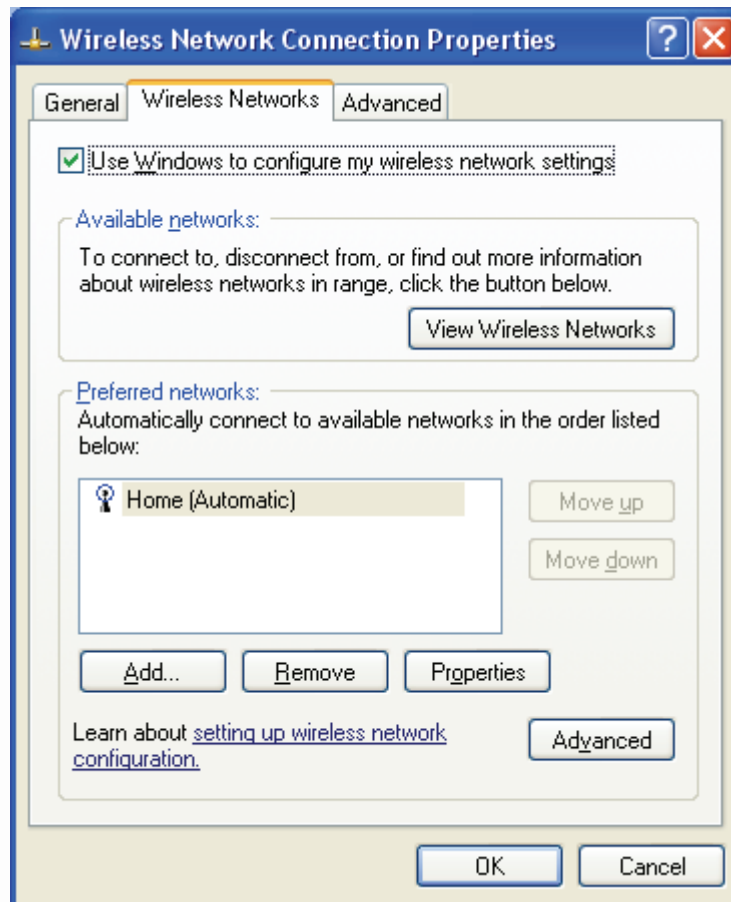 Wireless Network Connection Properties
?
General Wireless Networks Advanced
Use Windows to configure my wireless network settings
Available networks:
To connect to, disconnect from, or find out more information
about wireless networks in range, click the button below.
View Wireless Networks
Preferred networks:
Automatically connect to available networks in the order listed
below:
Home (Automatic)
Move up
Move down
Add... Remove Properties
Learn about setting up wireless network
configuration.
Advanced
OK Cancel